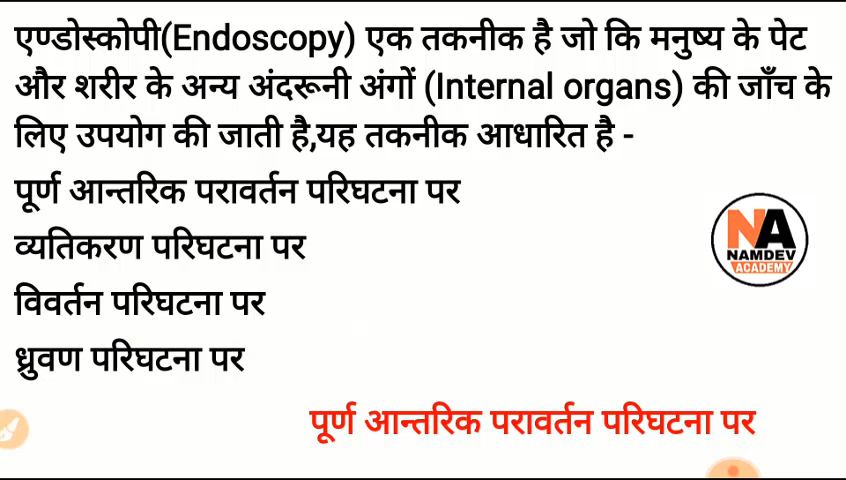 एण्डोस्कोपी(Endoscopy) एक तकनीक है जो कि मनुष्य के पेट
और शरीर के अन्य अंदरूनी अंगों (Internal organs) की जाँच के
लिए उपयोग की जाती है,यह तकनीक आधारित है -
पूर्ण आन्तरिक परावर्तन परिघटना पर
व्यतिकरण परिघटना पर
विवर्तन परिघटना पर
ध्रुवण परिघटना पर
NA
NAMDEV
ACADEMY
पूर्ण आन्तरिक परावर्तन परिघटना पर